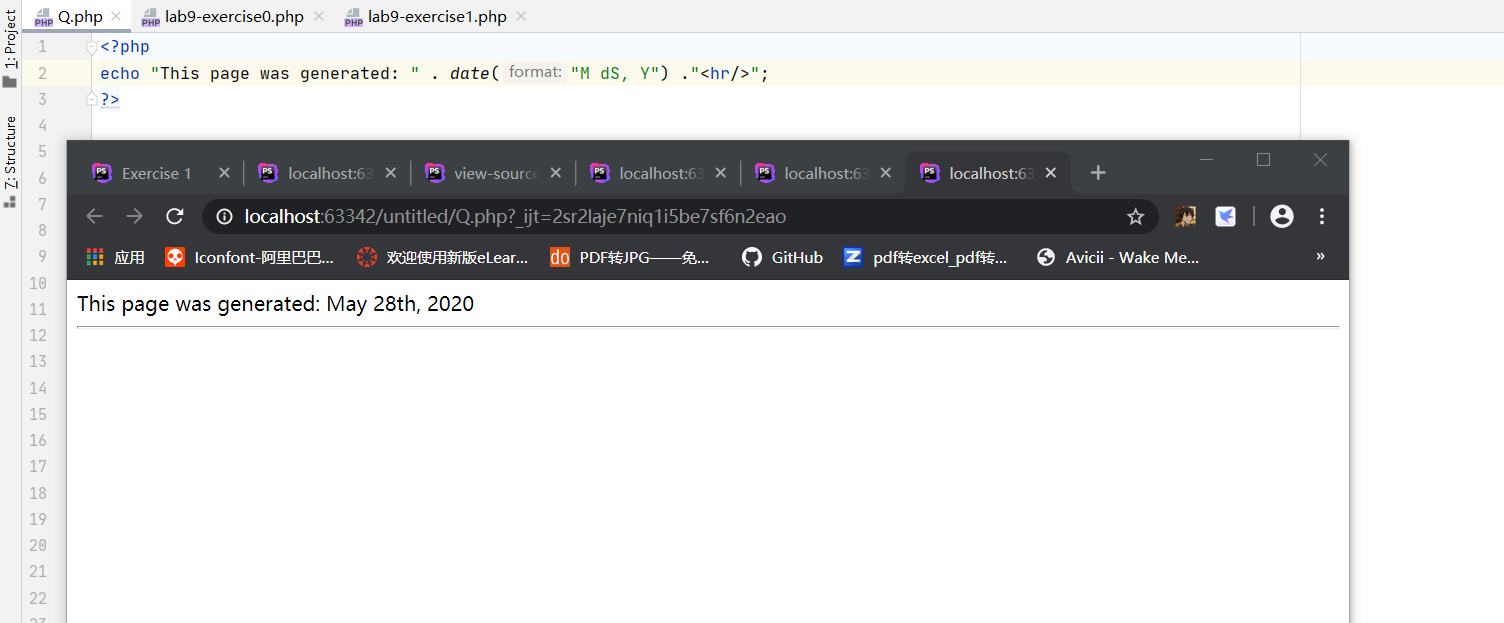 Q.php lab9-exercise0.php lab9-exercise1.php
1: Project
Z: Structure
1 <?php
2 echo "This page was generated: " . date( format: "M dS, Y") ."<hr/>";
3 ?>
4
5
6
7
8
9
10
11
12
13
14
15
16
17
18
19
20
21
22
23
Exercise 1 localhost:63 view-source localhost:63 localhost:63 localhost:63
localhost:63342/untitled/Q.php?_ijt=2sr2laje7niq1i5be7sf6n2eao
应用 Iconfont-阿里巴巴... 欢迎使用新版eLear... do PDF转JPG——免... GitHub Z pdf转excel_pdf转... Avicii - Wake Me... »
This page was generated: May 28th, 2020